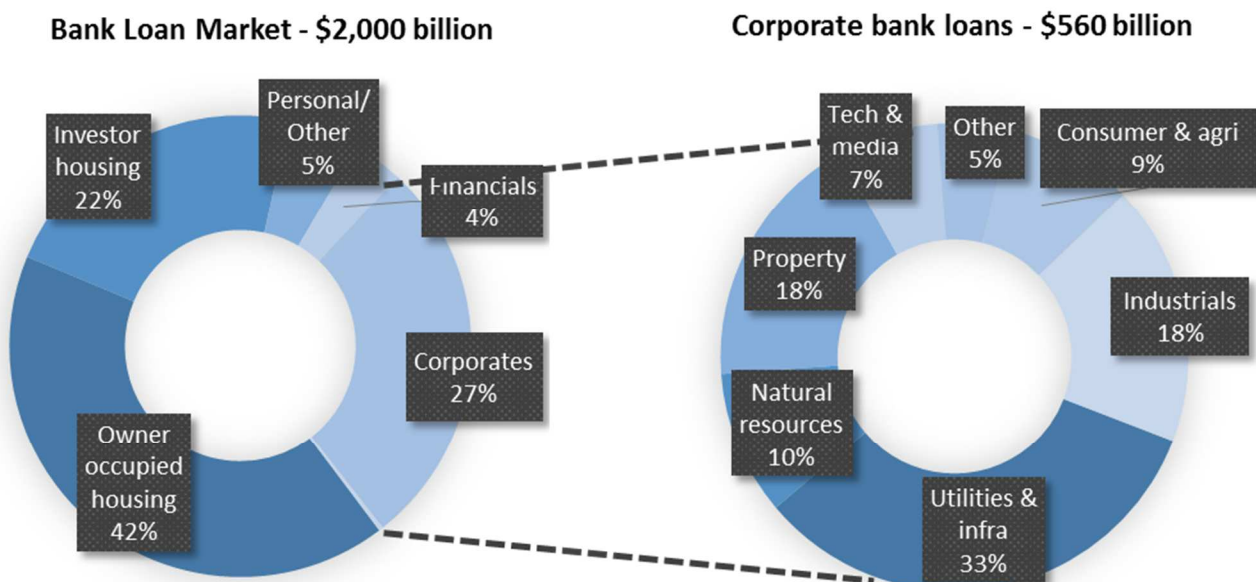 Bank Loan Market - $2,000 billion
Investor
housing
22%
Personal/
Other
5%
Financials
4%
Corporates
27%
Owner
occupied
housing
42%
Corporate bank loans - $560 billion
Tech &
media
7%
Other
5%
Consumer & agri
9%
Property
18%
Industrials
18%
Natural
resources
10%
Utilities &
infra
33%